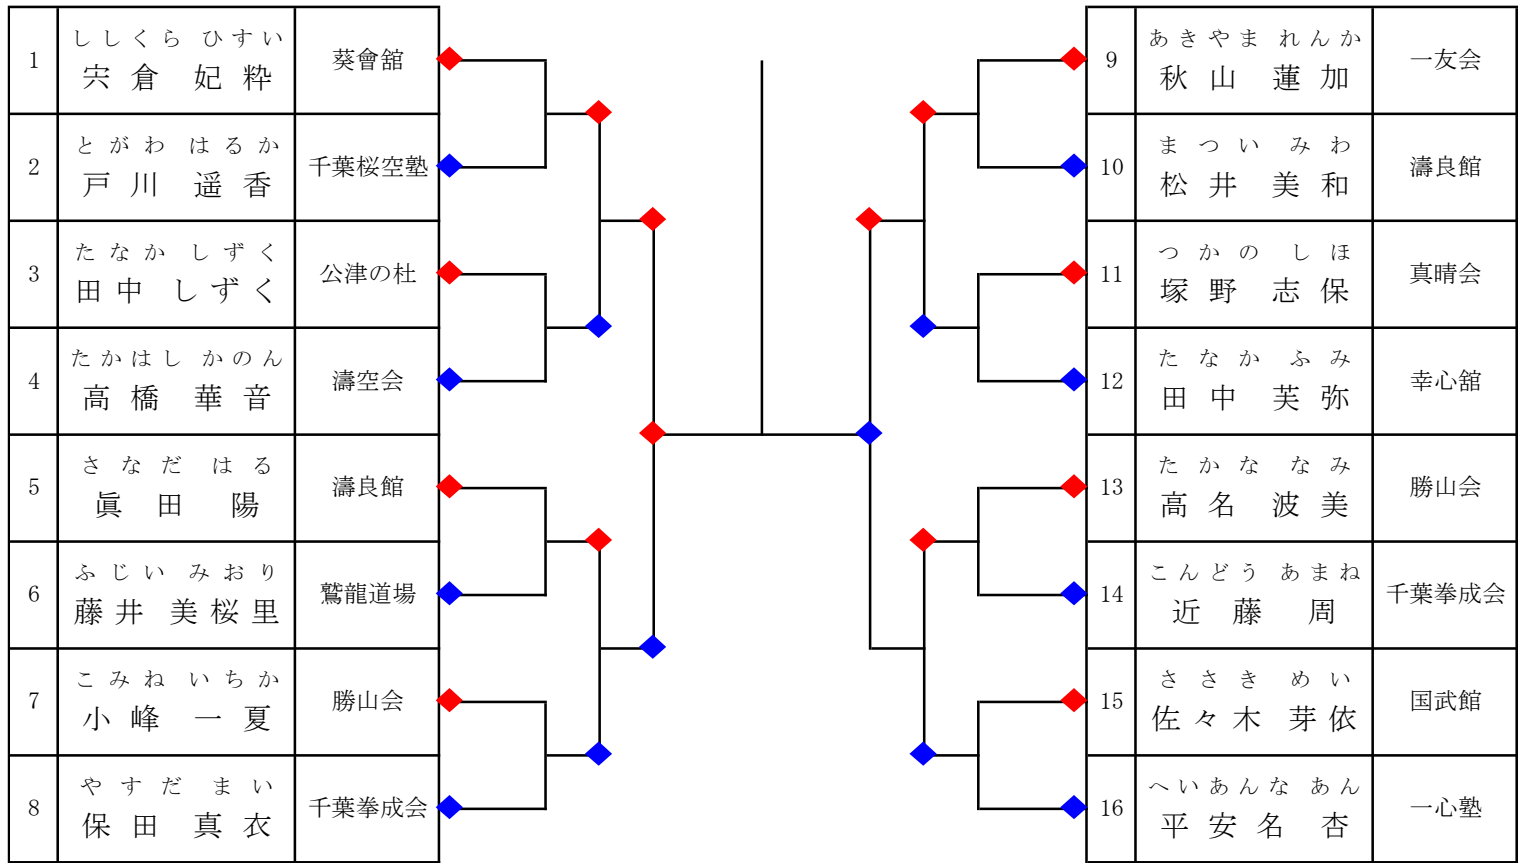 1
ししくら ひすい
宍倉 妃粋
葵會舘
2
とがわ はるか
戸川 遥香
千葉桜空塾
3
たなか しずく
田中 しずく
公津の杜
4
たかはし かのん
高橋 華音
濤空会
5
さなだ はる
眞田 陽
濤良館
6
ふじい みおり
藤井 美桜里
鷲龍道場
7
こみね いちか
小峰 一夏
勝山会
8
やすだ まい
保田 真衣
千葉拳成会
9
あきやま れんか
秋山 蓮加
一友会
10
まつい みわ
松井 美和
濤良館
11
つかの しほ
塚野 志保
真晴会
12
たなか ふみ
田中 芙弥
幸心舘
13
たかな なみ
高名 波美
勝山会
14
こんどう あまね
近藤 周
千葉拳成会
15
ささき めい
佐々木 芽依
国武館
16
へいあんな あん
平安名 杏
一心塾